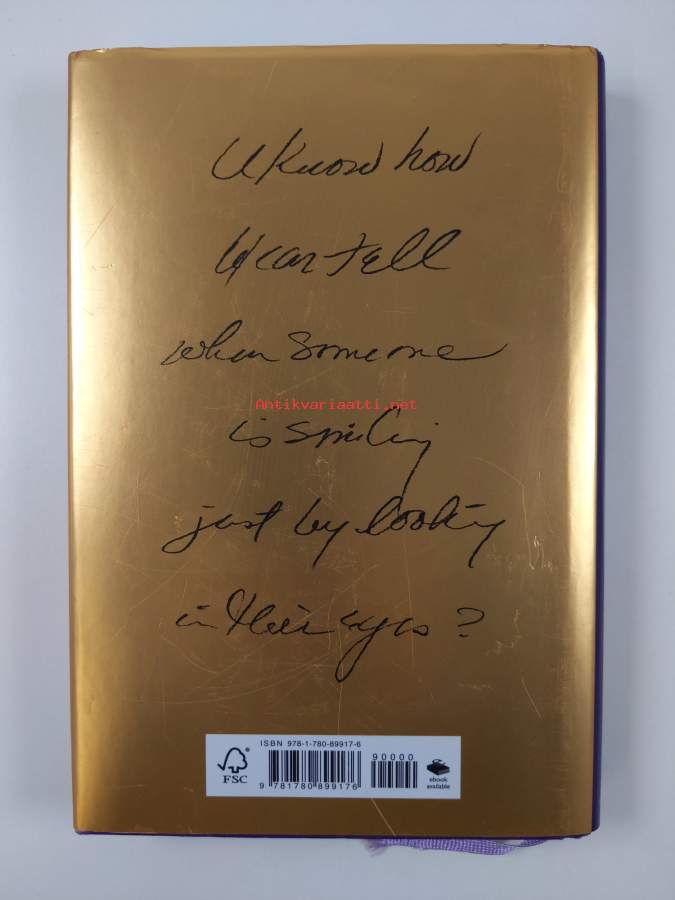 U Know how
U can tell
when someone
Antikvariaatti.net
is smiling
just by looking
in their eyes?
ISBN 978-1-780-89917-6
90000
FSC
9 781780 899176
ebook
available